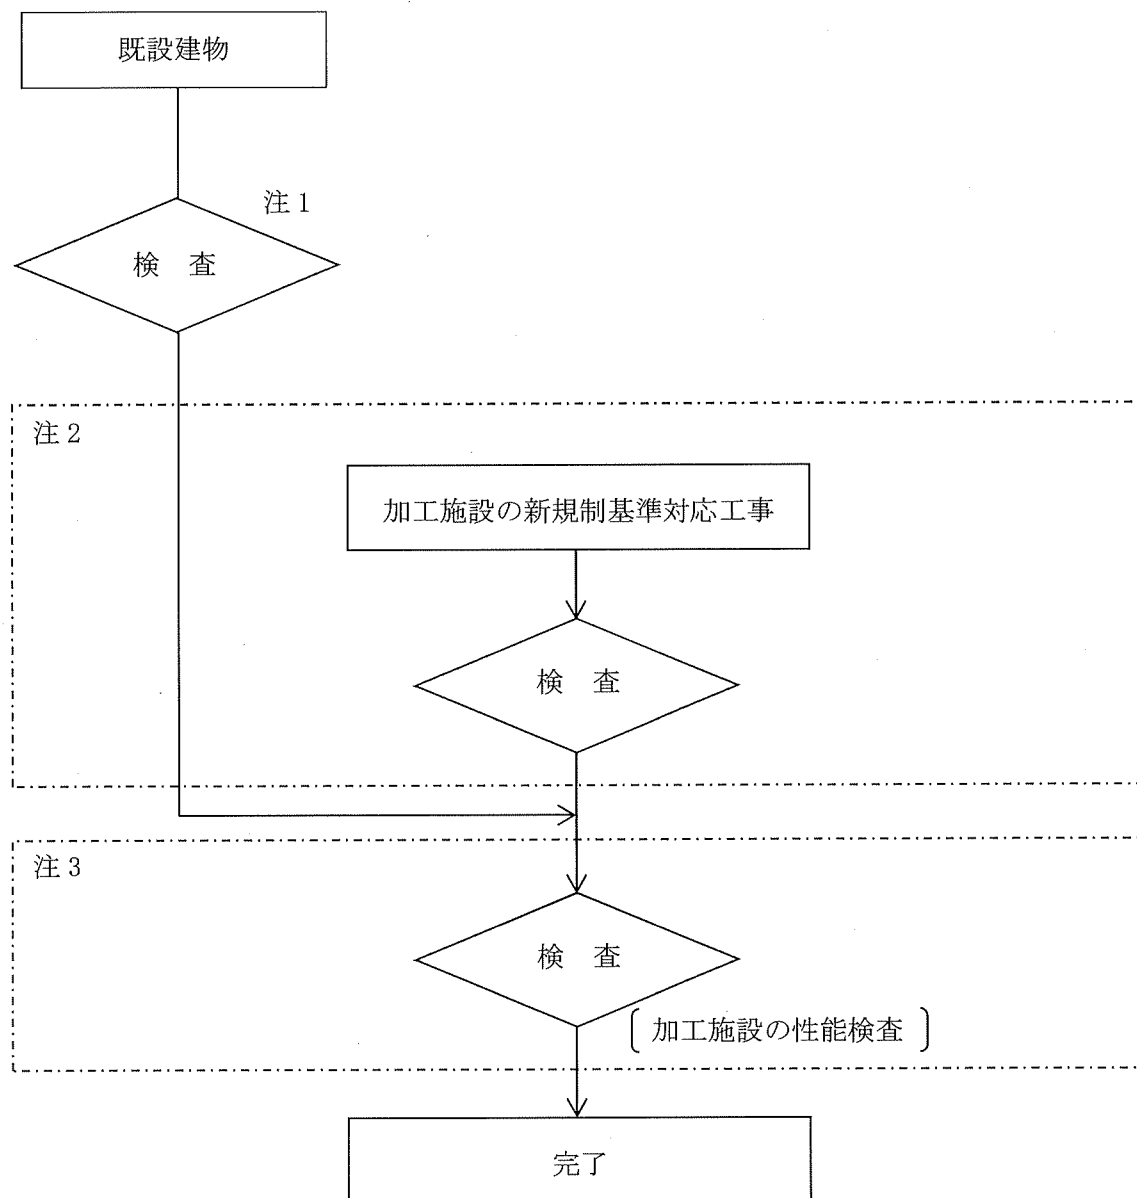 既設建物
注1
検 査
注2
加工施設の新規制基準対応工事
検 査
注3
検 査
〔加工施設の性能検査〕
完了